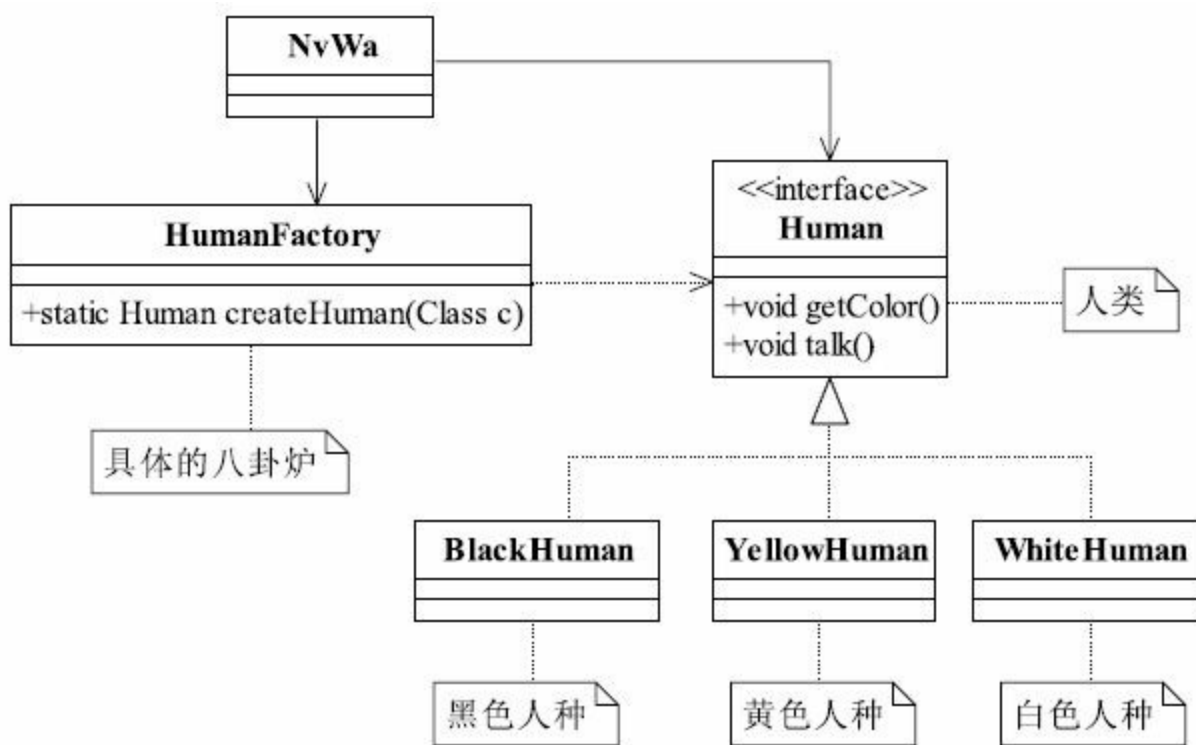 NvWa
<<interface>>
Human
+void getColor()
+void talk()
人类
HumanFactory
+static Human createHuman(Class c)
具体的八卦炉
BlackHuman
YellowHuman
WhiteHuman
黑色人种
黄色人种
白色人种